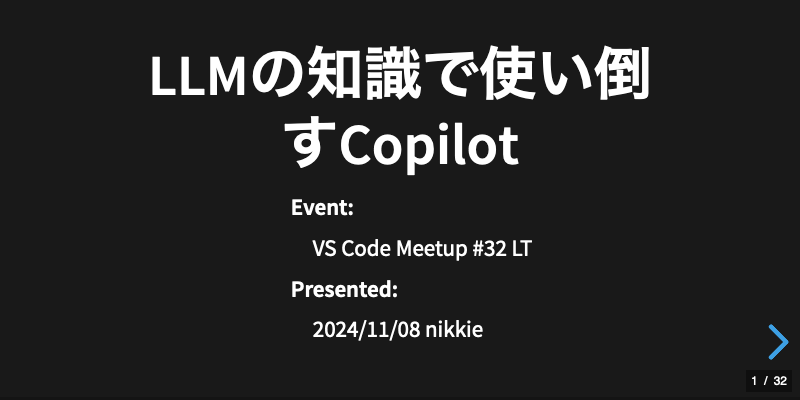 LLMの知識で使い倒
すCopilot
Event:
VS Code Meetup #32 LT
Presented:
2024/11/08 nikkie
1 / 32